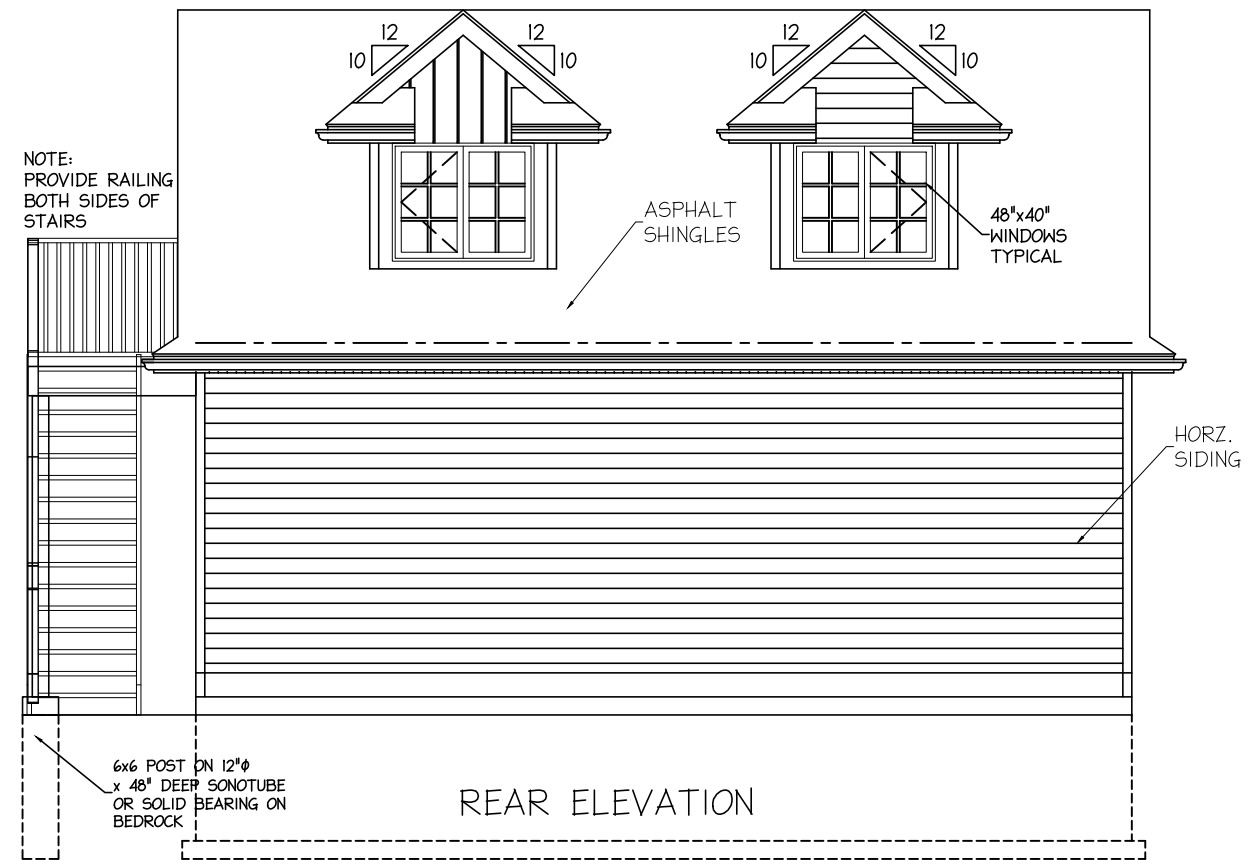 12
10
12
10
12
10
12
10
NOTE:
PROVIDE RAILING
BOTH SIDES OF
STAIRS
ASPHALT
SHINGLES
48"x40"
WINDOWS
TYPICAL
HORZ.
SIDING
6x6 POST ON 12"ϕ
x 48" DEEP SONOTUBE
OR SOLID BEARING ON
BEDROCK
REAR ELEVATION